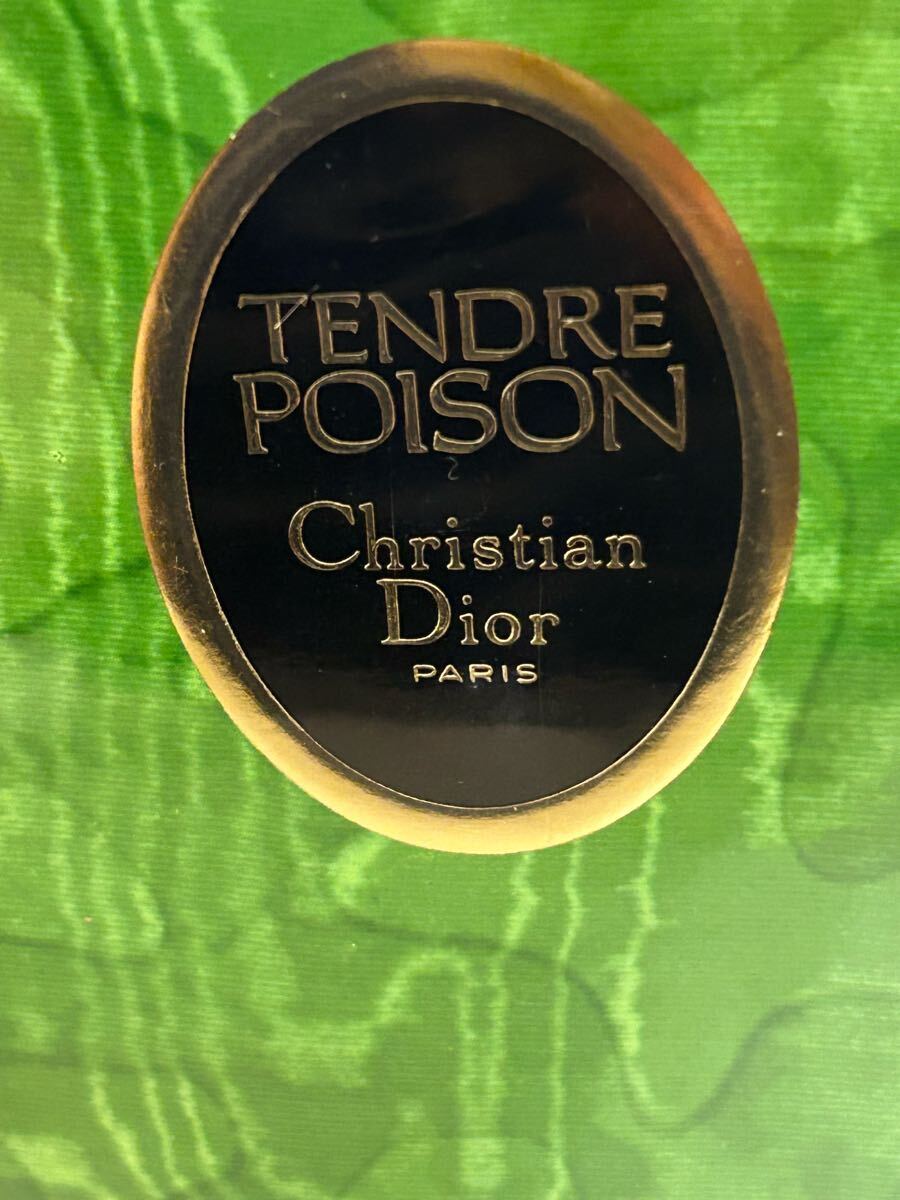 TENDRE
POISON
Christian
Dior
PARIS